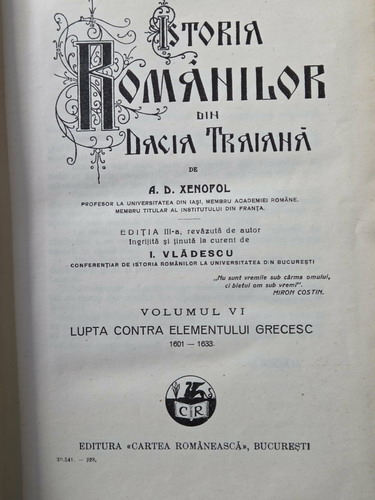 ISTORIA
ROMÂNILOR
DIN
DACIA TRAIANĂ
DE
A. D. XENOPOL
PROFESOR LA UNIVERSITATEA DIN IAȘI, MEMBRU ACADEMIEI ROMÂNE.
MEMBRU TITULAR AL INSTITUTULUI DIN FRANȚA.
EDIȚIA III-a, revăzută de autor
îngrijită și ținută la curent de
I. VLĂDESCU
CONFERENȚIAR DE ISTORIA ROMÂNILOR LA UNIVERSITATEA DIN BUCUREȘTI
„Nu sunt vremile sub cârma omului,
ci bietul om sub vremi”.
MIRON COSTIN.
VOLUMUL VI
LUPTA CONTRA ELEMENTULUI GRECESC
1601 — 1633.
C R
EDITURA «CARTEA ROMÂNEASCĂ», BUCUREȘTI